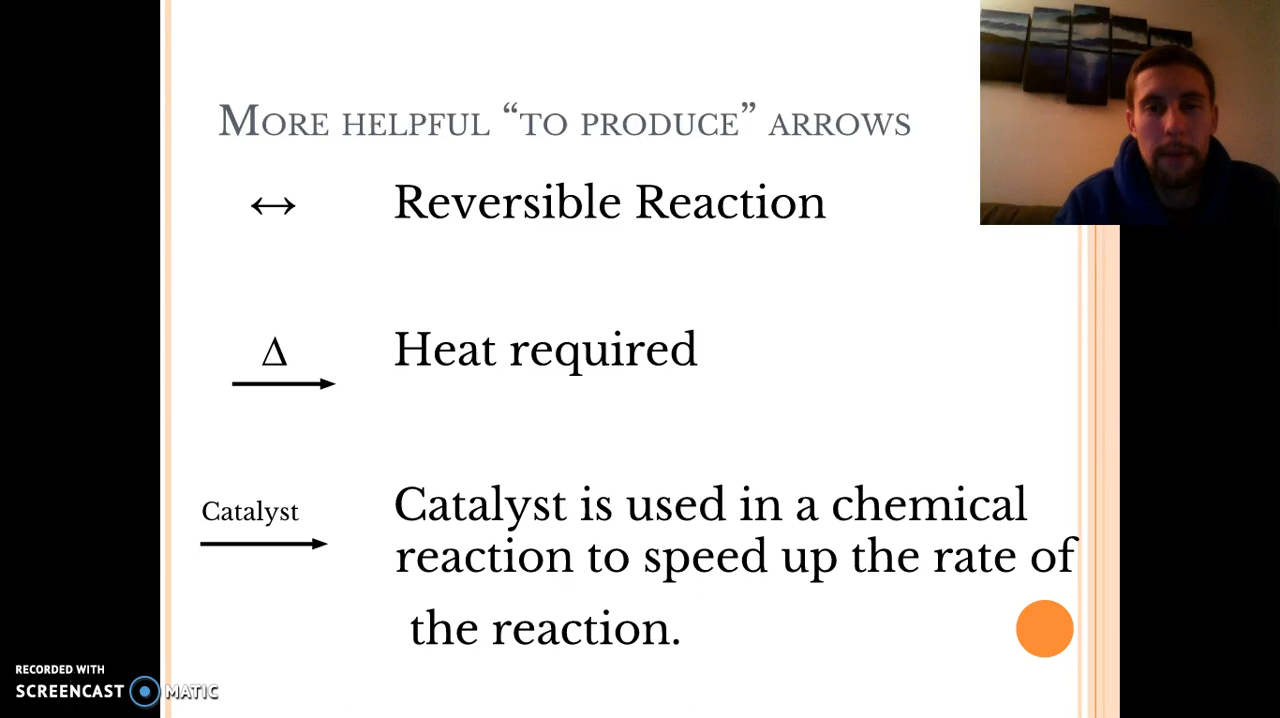 More helpful “to produce” arrows
↔ Reversible Reaction
Δ Heat required
Catalyst
Catalyst is used in a chemical
reaction to speed up the rate of
the reaction.
RECORDED WITH
SCREENCAST MATIC